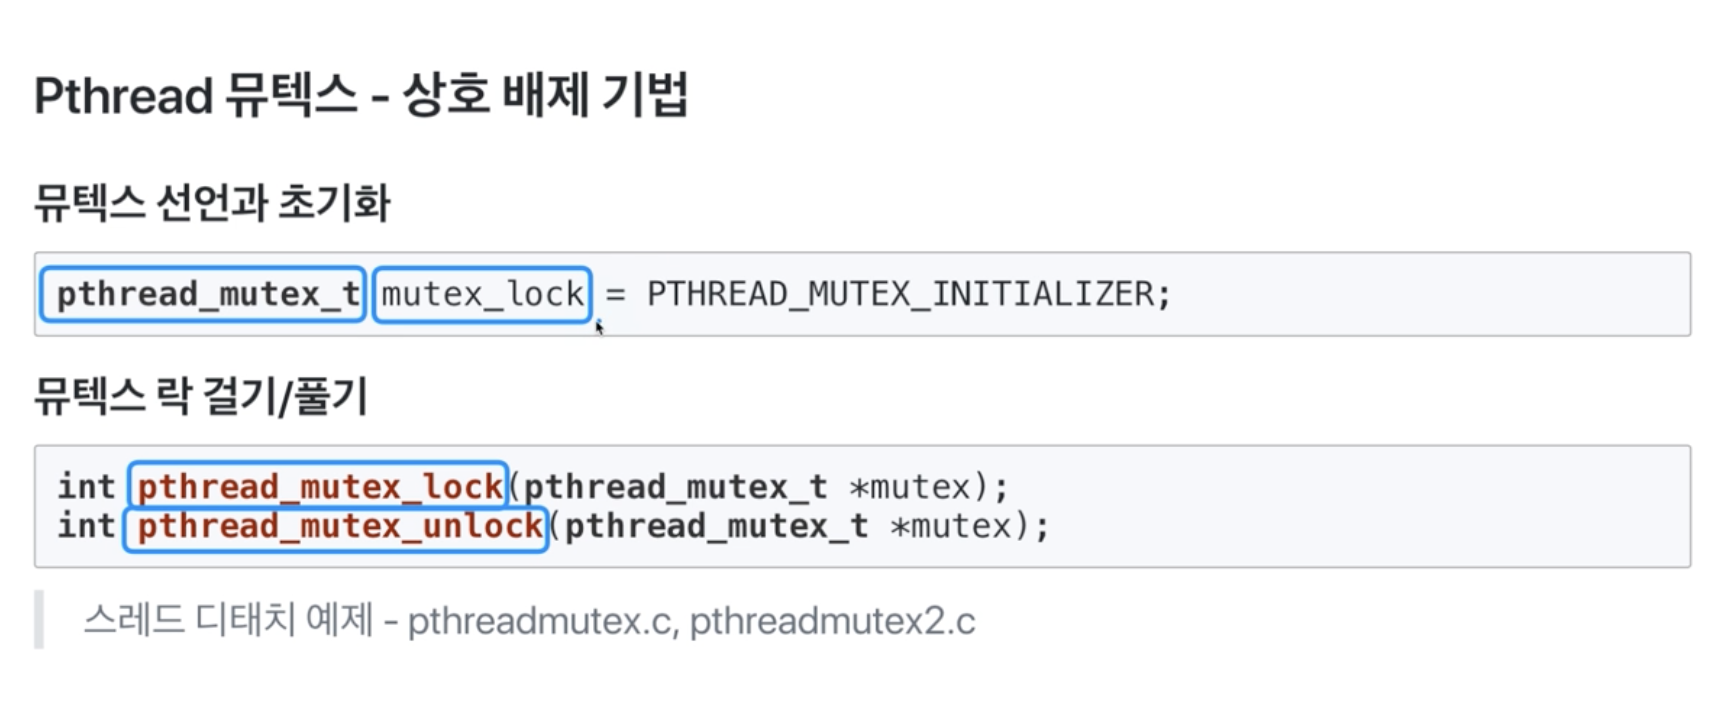 Pthread 뮤텍스 - 상호 배제 기법
뮤텍스 선언과 초기화
pthread_mutex_t mutex_lock = PTHREAD_MUTEX_INITIALIZER;
뮤텍스 락 걸기/풀기
int pthread_mutex_lock(pthread_mutex_t *mutex);
int pthread_mutex_unlock(pthread_mutex_t *mutex);
스레드 디태치 예제 - pthreadmutex.c, pthreadmutex2.c